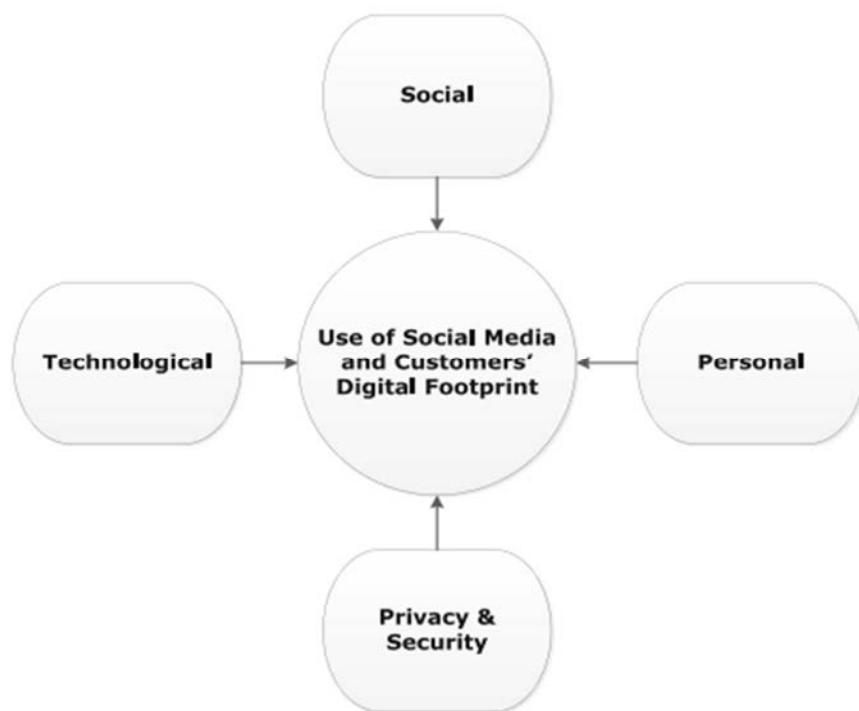 Social
Technological
Use of Social Media
and Customers’
Digital Footprint
Personal
Privacy &
Security